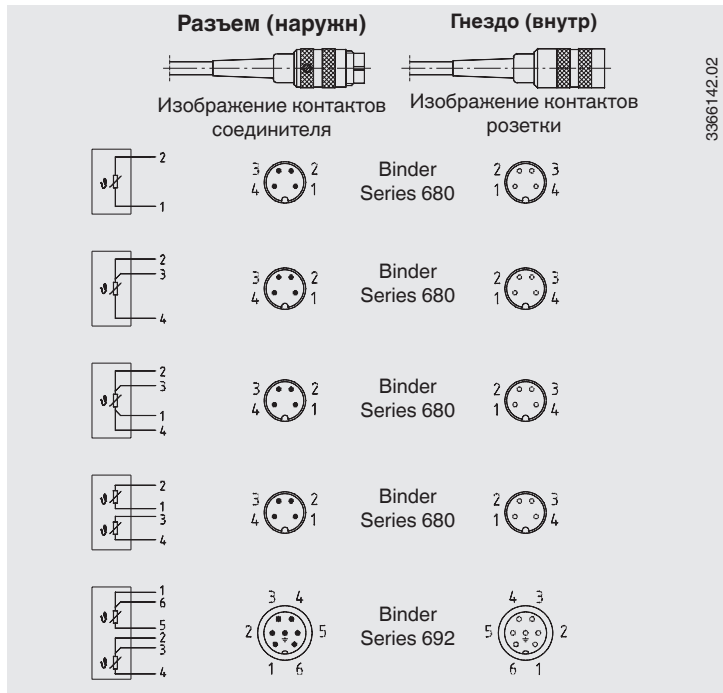 Разъем (наружн)
Гнездо (внутр)
Изображение контактов
соединителя
Изображение контактов
розетки
3366142.02
ϑ
2
1
3 2
4 1
Binder
Series 680
2 3
1 4
ϑ
2
3
4
3 2
4 1
Binder
Series 680
2 3
1 4
ϑ
2
3
1
4
3 2
4 1
Binder
Series 680
2 3
1 4
ϑ
2
1
ϑ
3
4
3 2
4 1
Binder
Series 680
2 3
1 4
ϑ
1
6
5
ϑ
2
3
4
3 4
2 5
1 6
Binder
Series 692
4 3
5 2
6 1